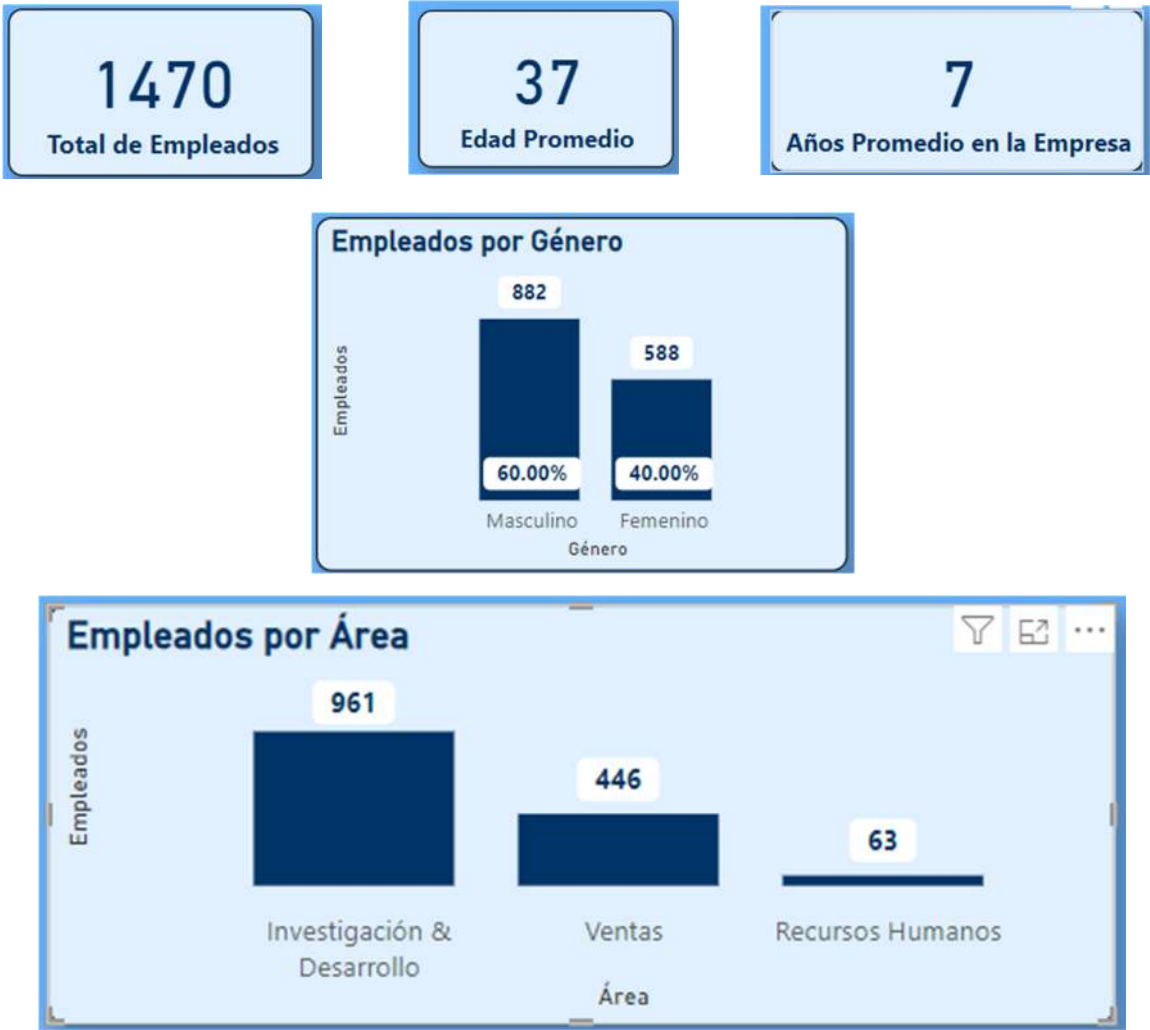 1470
Total de Empleados
37
Edad Promedio
7
Años Promedio en la Empresa
Empleados por Género
Empleados
882
588
60.00%
40.00%
Masculino
Femenino
Género
Empleados por Área
Empleados
961
446
63
Investigación &
Desarrollo
Ventas
Recursos Humanos
Área